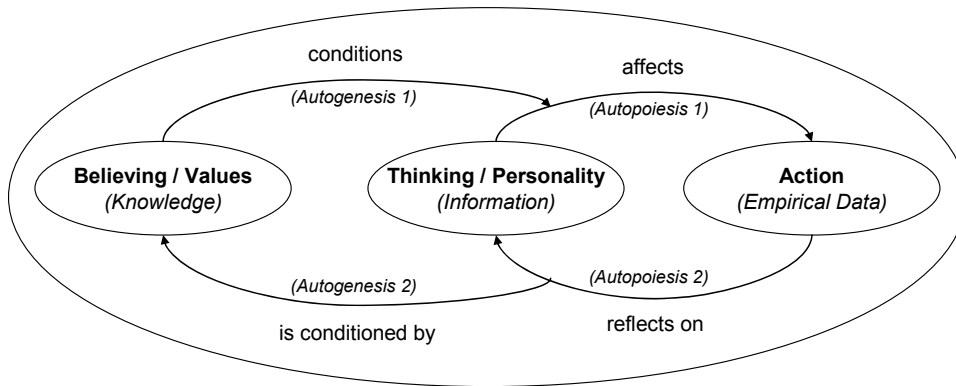 conditions
affects
(Autogenesis 1)
(Autopoiesis 1)
Believing / Values
(Knowledge)
Thinking / Personality
(Information)
Action
(Empirical Data)
(Autogenesis 2)
(Autopoiesis 2)
is conditioned by
reflects on